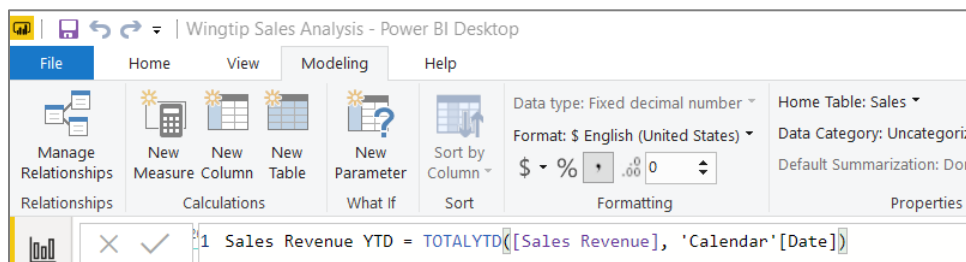 Wingtip Sales Analysis - Power BI Desktop
File Home View Modeling Help
Manage Relationships
New Measure
New Column
New Table
New Parameter
Sort by Column
Data type: Fixed decimal number
Format: $ English (United States)
$ % , .00 0
Home Table: Sales
Data Category: Uncategoriz
Default Summarization: Do
Relationships Calculations What If Sort Formatting Properties
1 Sales Revenue YTD = TOTALYTD([Sales Revenue], 'Calendar'[Date])